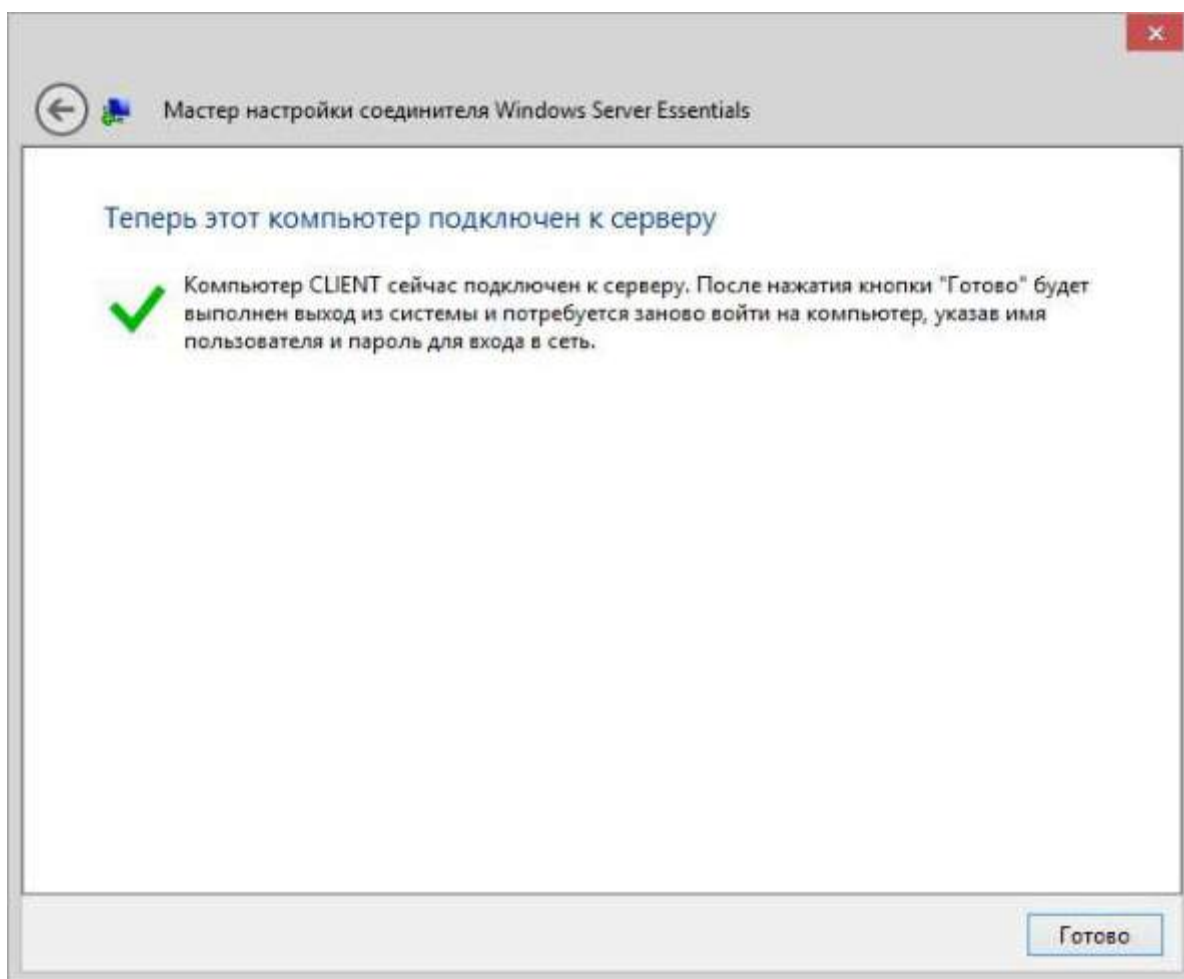 Мастер настройки соединителя Windows Server Essentials
Теперь этот компьютер подключен к серверу
Компьютер CLIENT сейчас подключен к серверу. После нажатия кнопки "Готово" будет
выполнен выход из системы и потребуется заново войти на компьютер, указав имя
пользователя и пароль для входа в сеть.
Готово